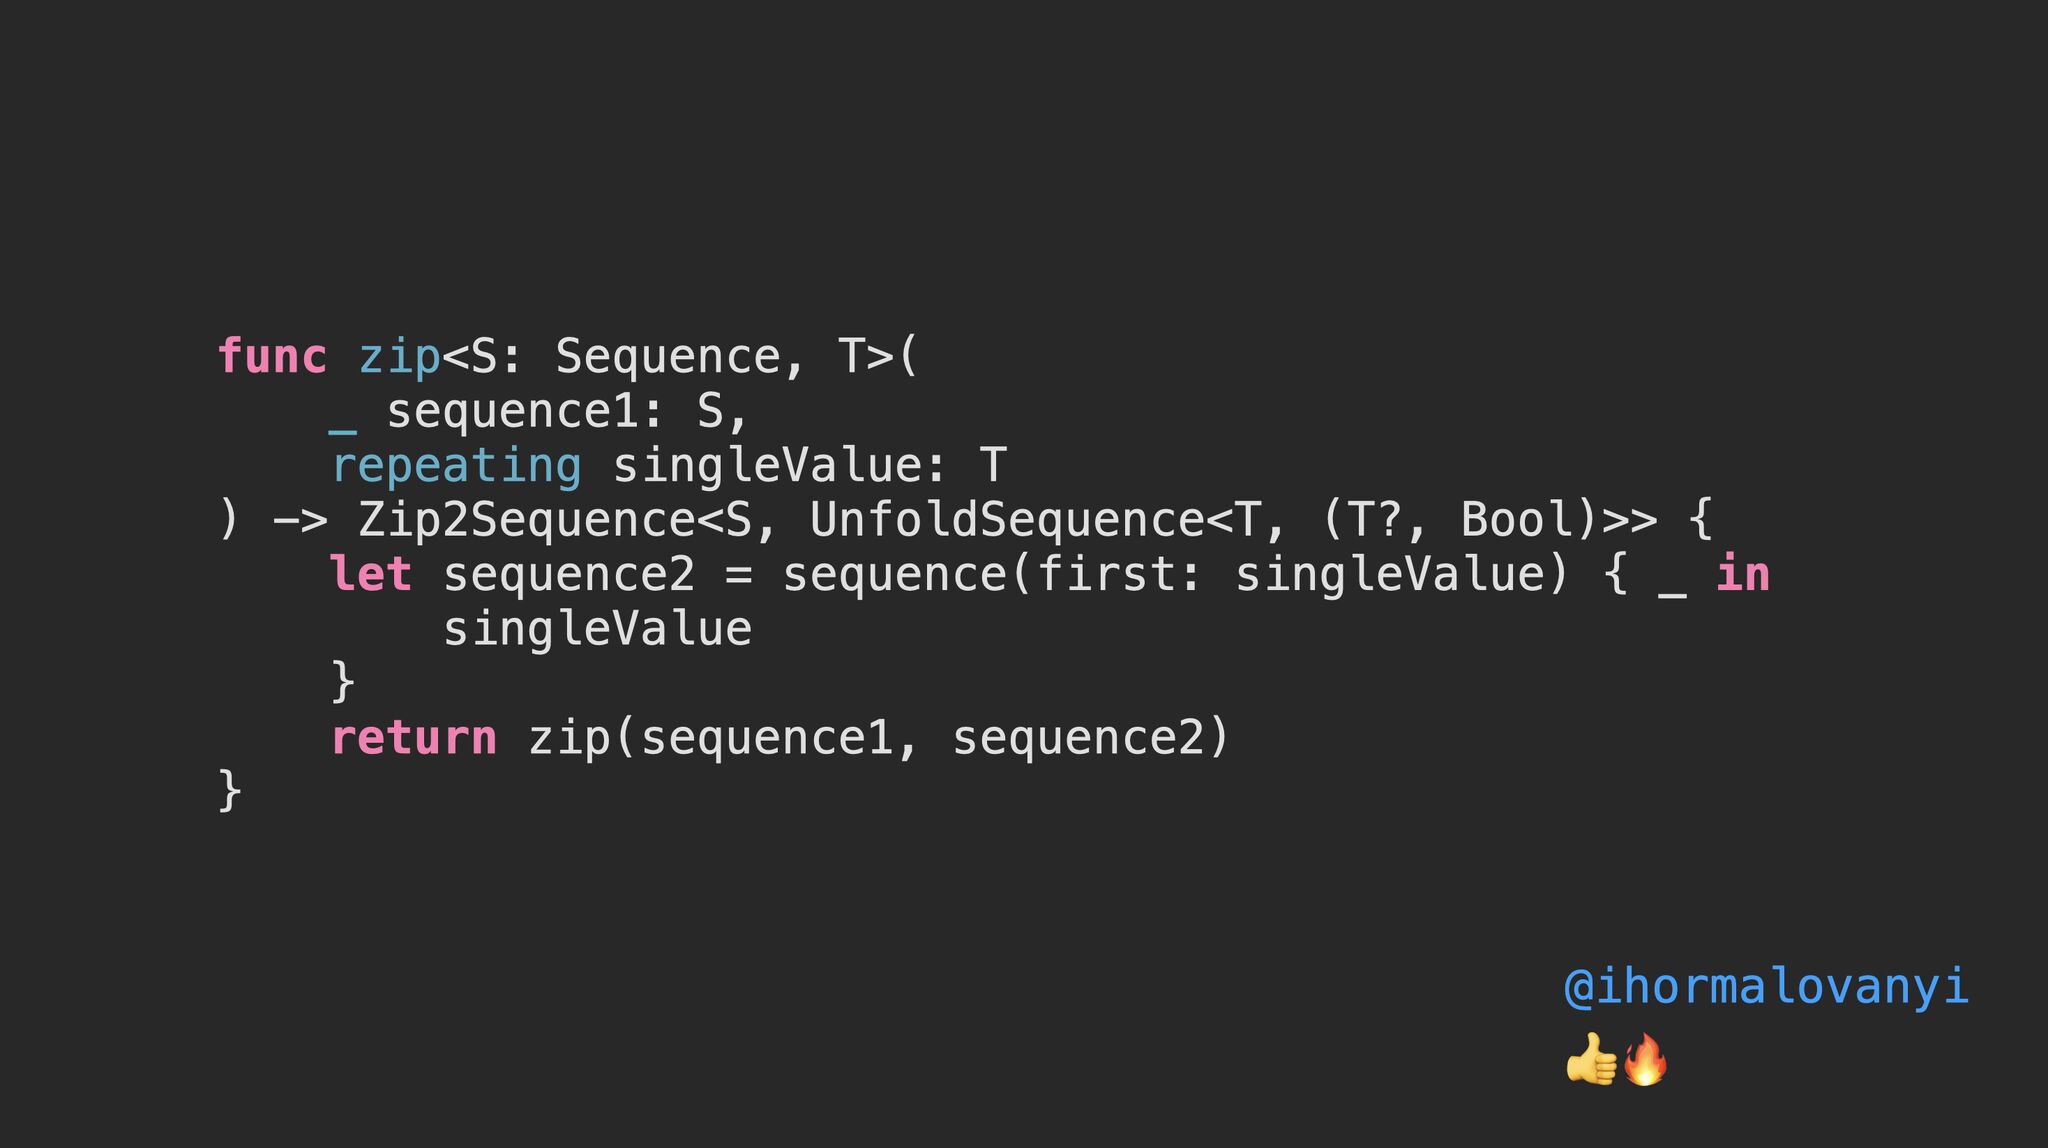 func zip<S: Sequence, T>(
    _ sequence1: S,
    repeating singleValue: T
) -> Zip2Sequence<S, UnfoldSequence<T, (T?, Bool)>> {
    let sequence2 = sequence(first: singleValue) { _ in
        singleValue
    }
    return zip(sequence1, sequence2)
}
@ihormalovanyi
👍🔥